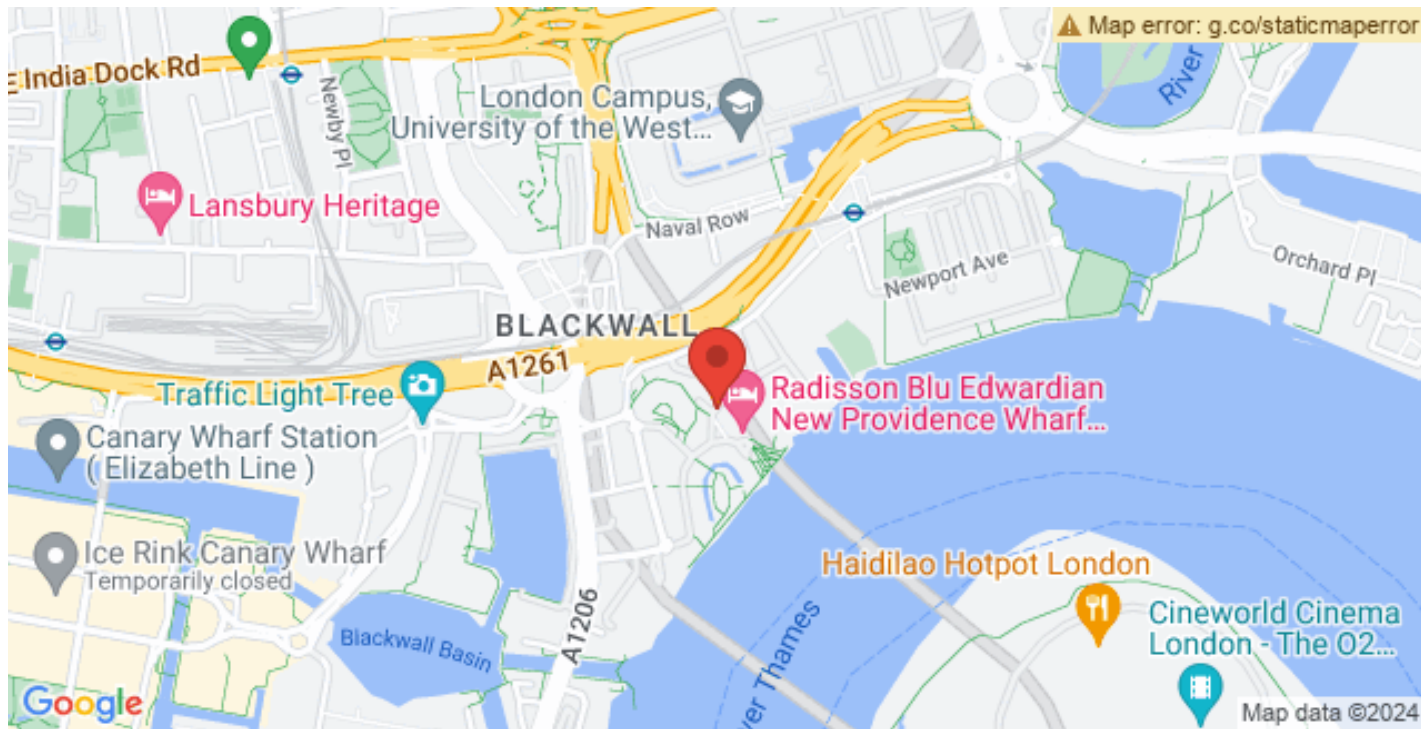 Map error: g.co/staticmaperror
E India Dock Rd
Newby Pl
London Campus,
University of the West...
River
Lansbury Heritage
Naval Row
Newport Ave
Orchard Pl
BLACKWALL
A1261
Traffic Light Tree
Radisson Blu Edwardian
New Providence Wharf...
Canary Wharf Station
( Elizabeth Line )
Ice Rink Canary Wharf
Temporarily closed
Haidilao Hotpot London
A1206
Blackwall Basin
ver Thames
Cineworld Cinema
London - The O2...
Google
Map data ©2024